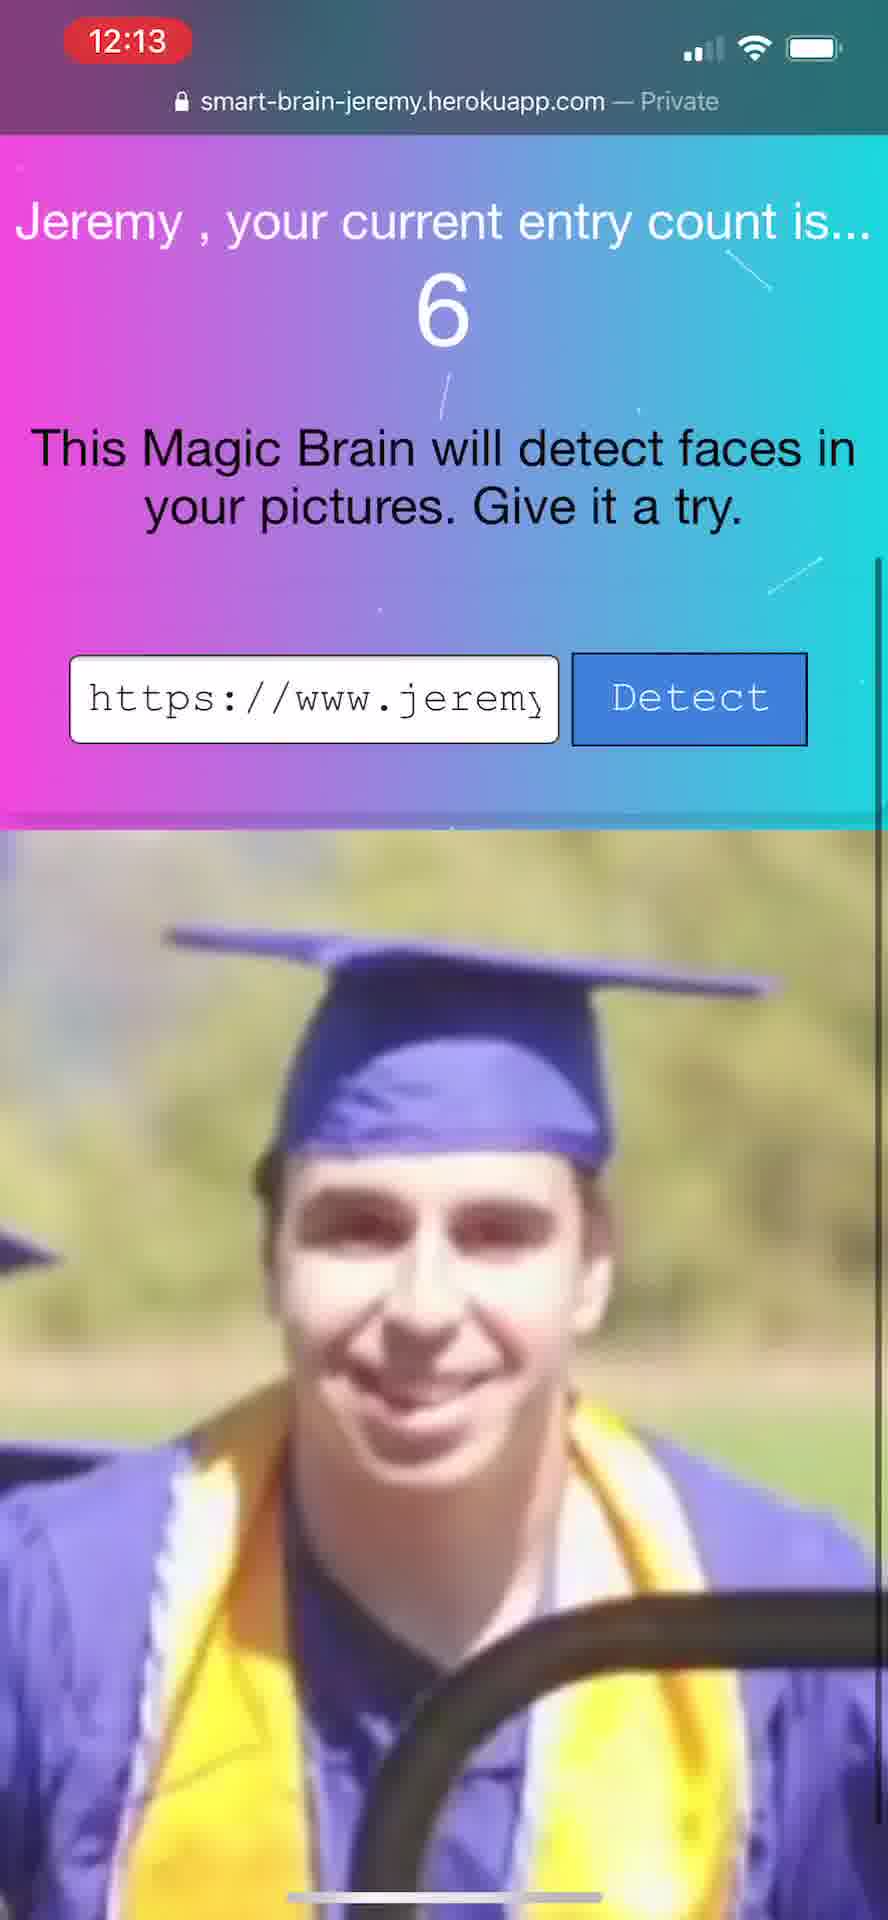 12:13
smart-brain-jeremy.herokuapp.com — Private
Jeremy , your current entry count is...
6
This Magic Brain will detect faces in
your pictures. Give it a try.
https://www.jeremy
Detect